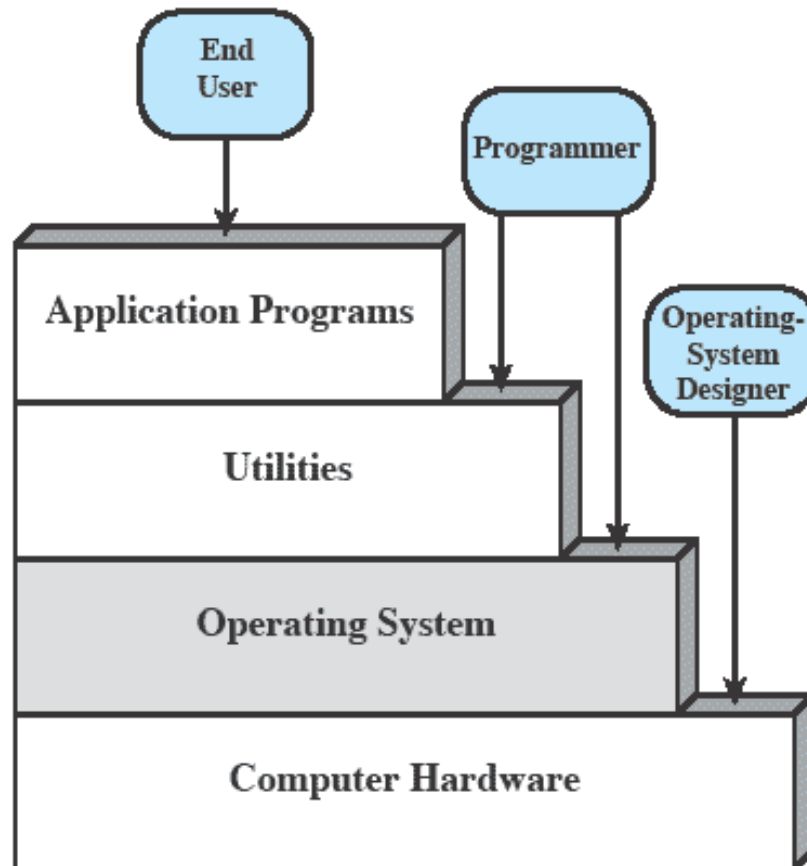 End
User
Programmer
Operating-
System
Designer
Application Programs
Utilities
Operating System
Computer Hardware